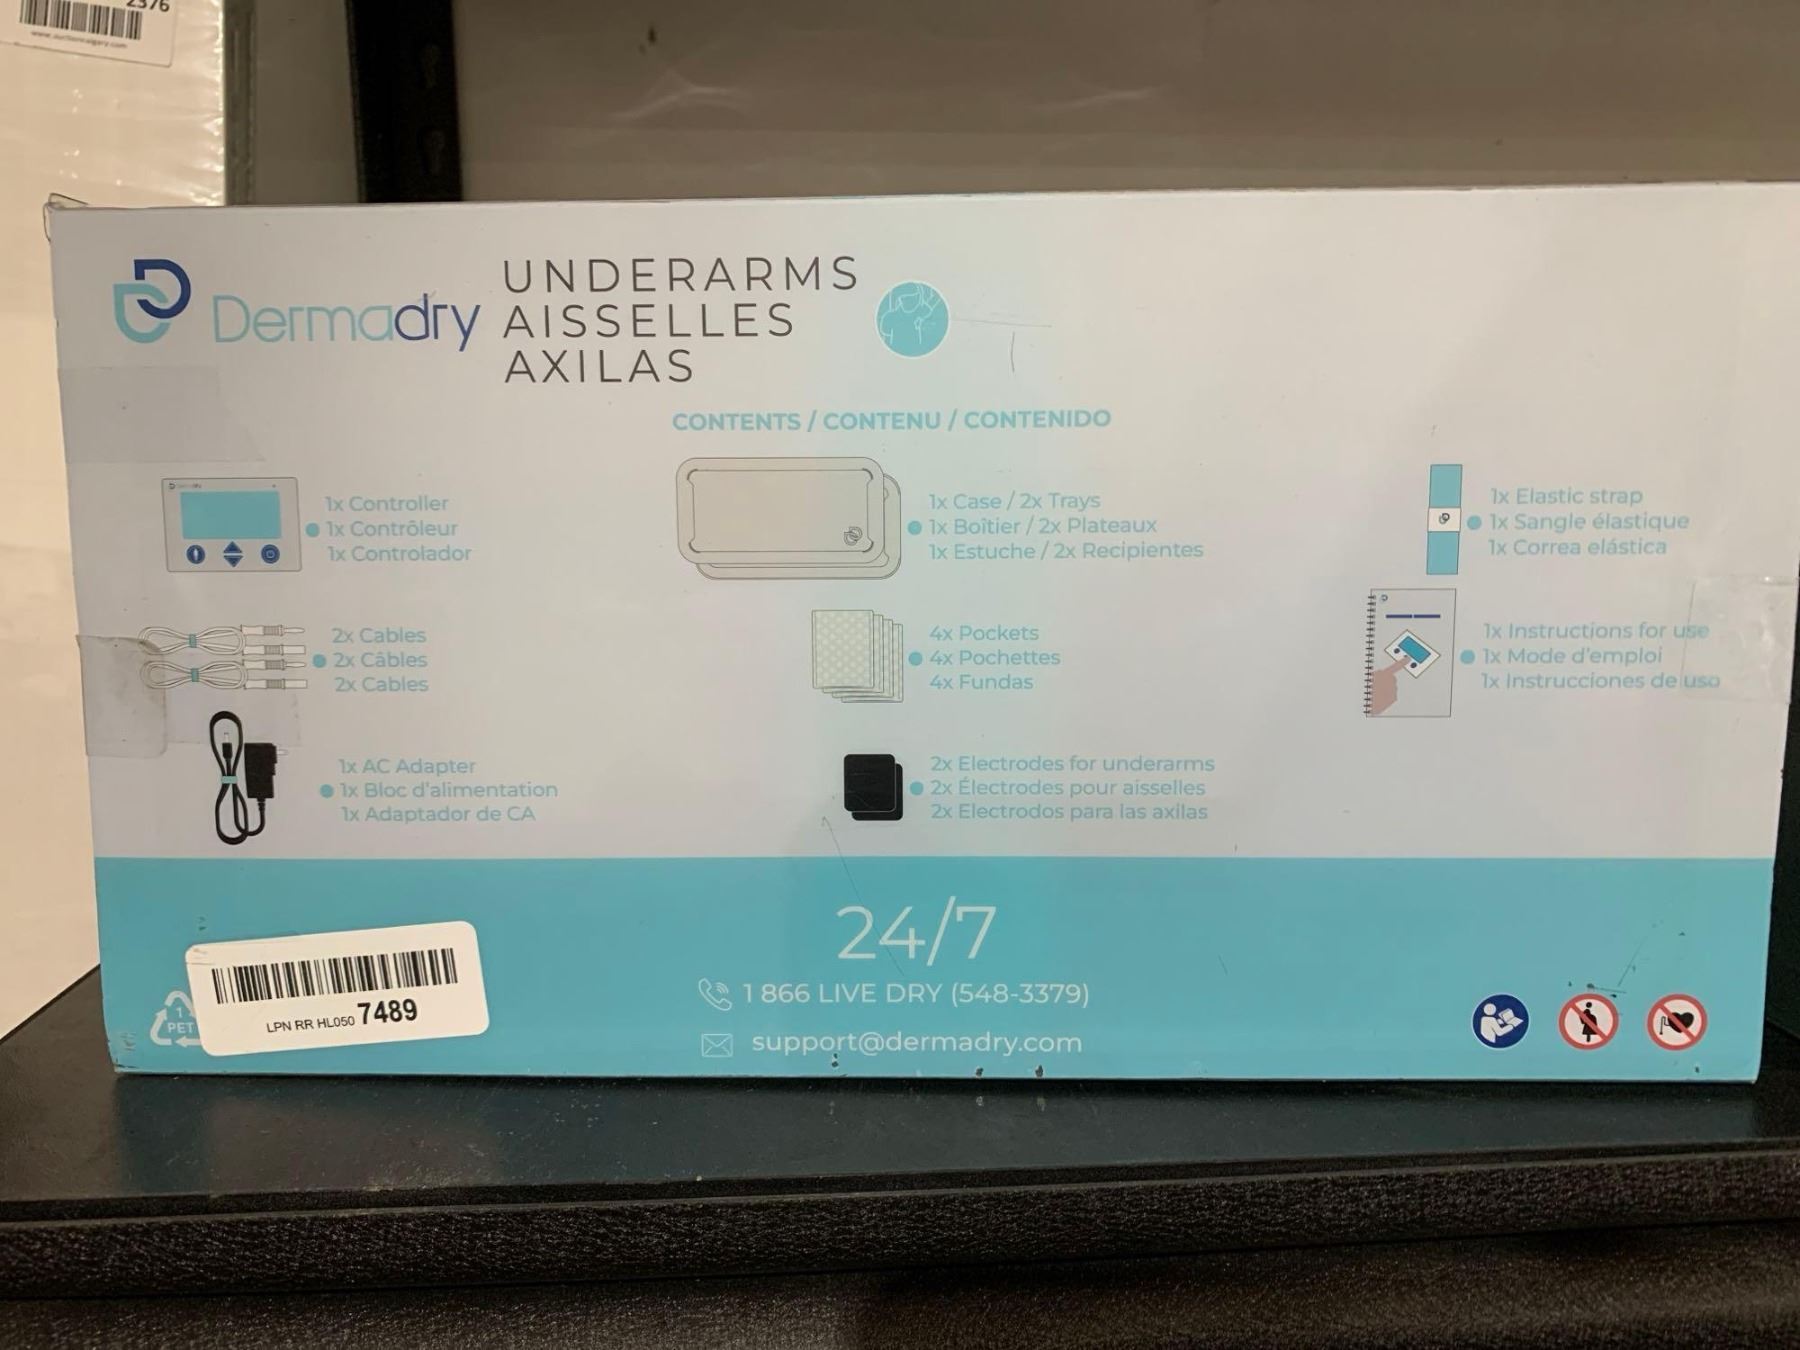 2376
www.auctioncalgary.com
Dermadry
UNDERARMS
AISSELLES
AXILAS
CONTENTS / CONTENU / CONTENIDO
1x Controller
1x Contrôleur
1x Controlador
1x Case / 2x Trays
1x Boîtier / 2x Plateaux
1x Estuche / 2x Recipientes
1x Elastic strap
1x Sangle élastique
1x Correa elástica
2x Cables
2x Câbles
2x Cables
4x Pockets
4x Pochettes
4x Fundas
1x Instructions for use
1x Mode d'emploi
1x Instrucciones de uso
1x AC Adapter
1x Bloc d'alimentation
1x Adaptador de CA
2x Electrodes for underarms
2x Électrodes pour aisselles
2x Electrodos para las axilas
24/7
1 866 LIVE DRY (548-3379)
support@dermadry.com
1
PET
LPN RR HL050 7489